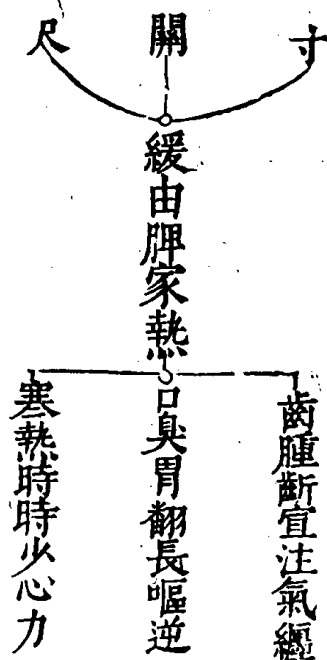 寸
關
尺
緩由脾家熱
齒腫齗宣注氣纏
口臭胃翻長嘔逆
寒熱時時少心力